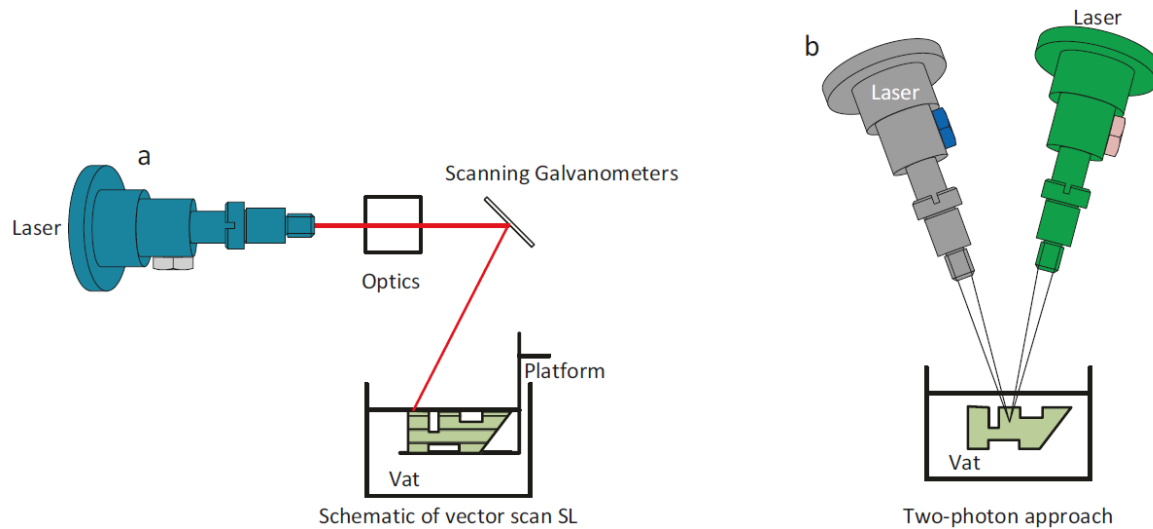 a
Laser
Optics
Scanning Galvanometers
Platform
Vat
Schematic of vector scan SL
b
Laser
Laser
Vat
Two-photon approach